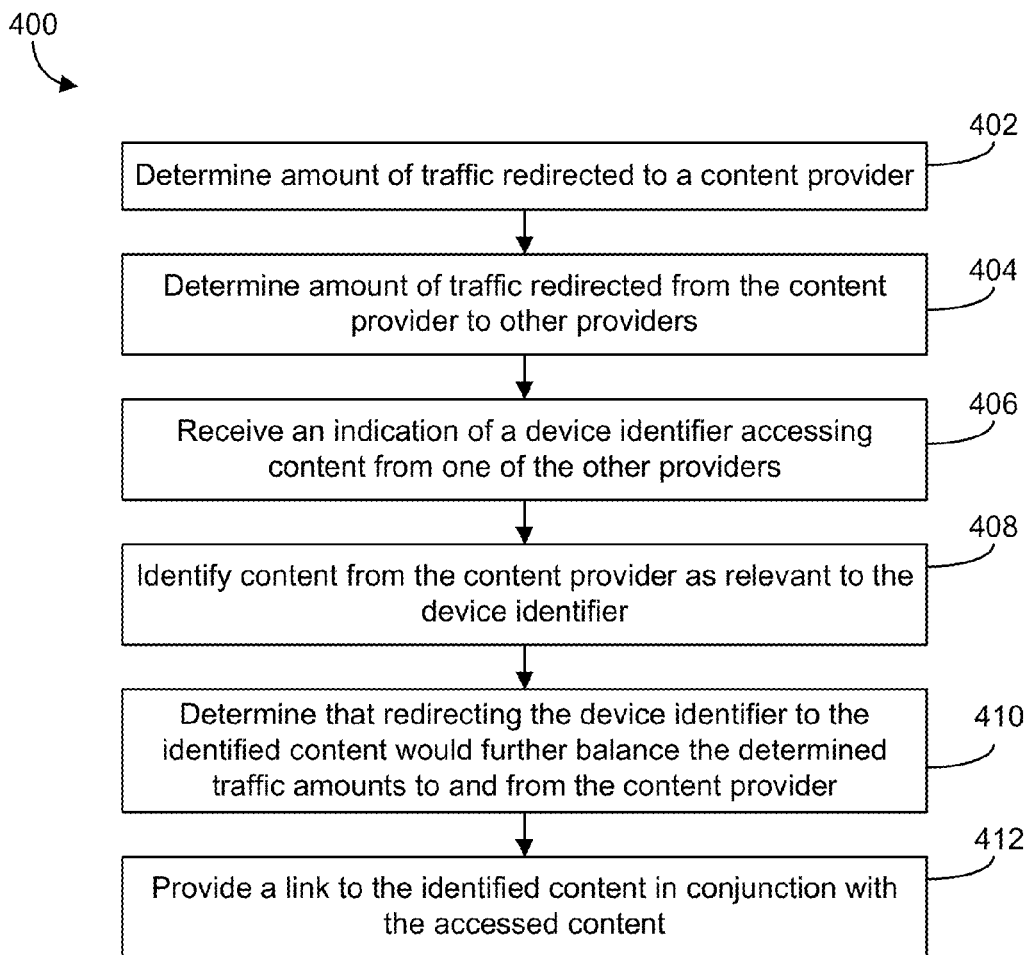 400
402
Determine amount of traffic redirected to a content provider
404
Determine amount of traffic redirected from the content
provider to other providers
406
Receive an indication of a device identifier accessing
content from one of the other providers
408
Identify content from the content provider as relevant to the
device identifier
Determine that redirecting the device identifier to the
identified content would further balance the determined
traffic amounts to and from the content provider
410
412
Provide a link to the identified content in conjunction with
the accessed content